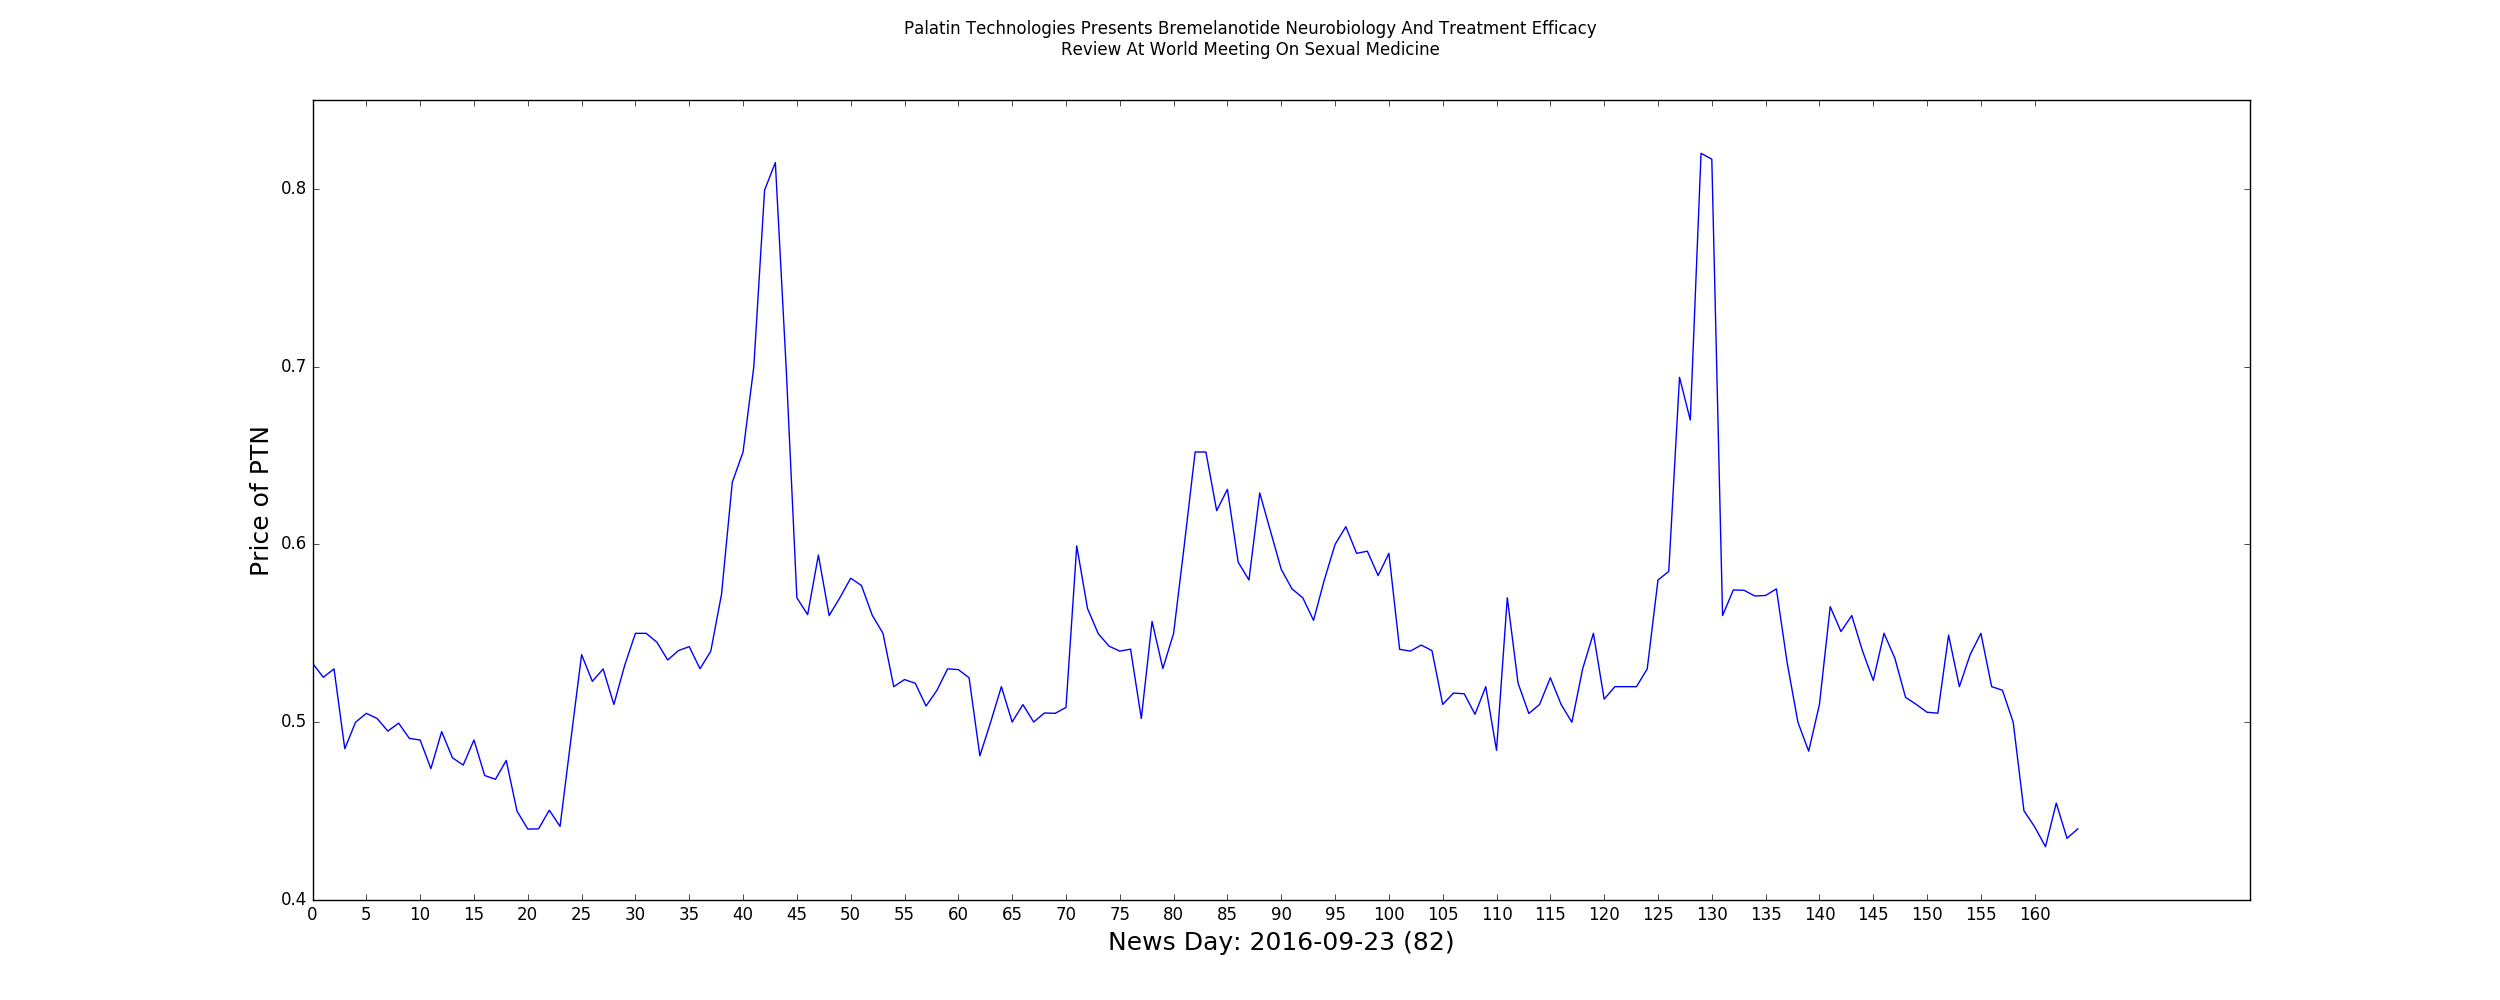 Palatin Technologies Presents Bremelanotide Neurobiology And Treatment Efficacy
Review At World Meeting On Sexual Medicine
Price of PTN
0.8
0.7
0.6
0.5
0.4
0 5 10 15 20 25 30 35 40 45 50 55 60 65 70 75 80 85 90 95 100 105 110 115 120 125 130 135 140 145 150 155 160
News Day: 2016-09-23 (82)